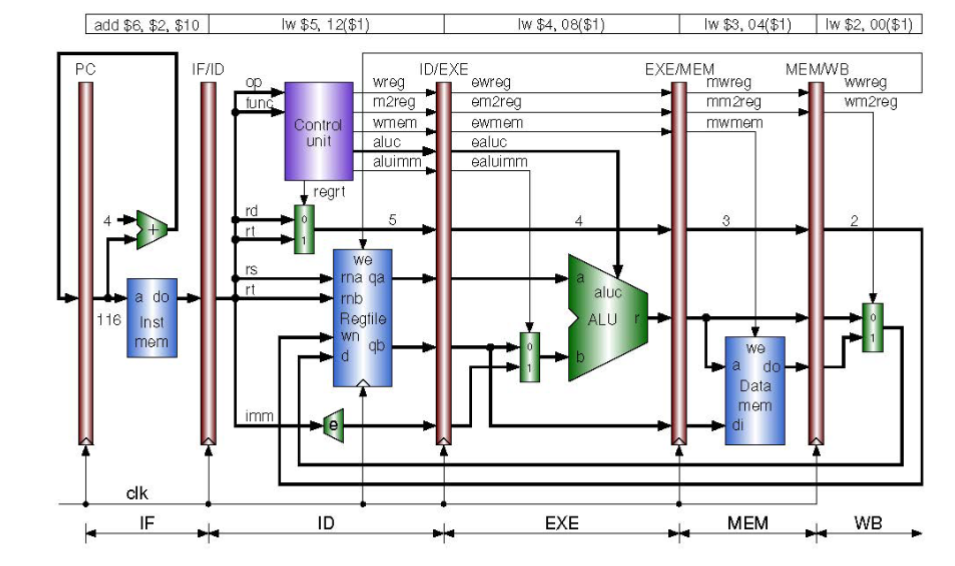 add $6, $2, $10 lw $5, 12($1) lw $4, 08($1) lw $3, 04($1) lw $2, 00($1)
PC IF/ID ID/EXE EXE/MEM MEM/WB
op wreg ewreg mwreg wwreg
func m2reg em2reg mm2reg wm2reg
Control unit wmem ewmem mwmem
aluc ealuc
aluimm ealuimm
regrt
4 + rd 0 5 4 3 2
rt 1
we
rs rna qa a aluc
a do rt rnb ALU r 0
116 Inst mem Regfile 0 we 1
wn qb 1 b a do
d Data mem
imm e di
clk
IF ID EXE MEM WB